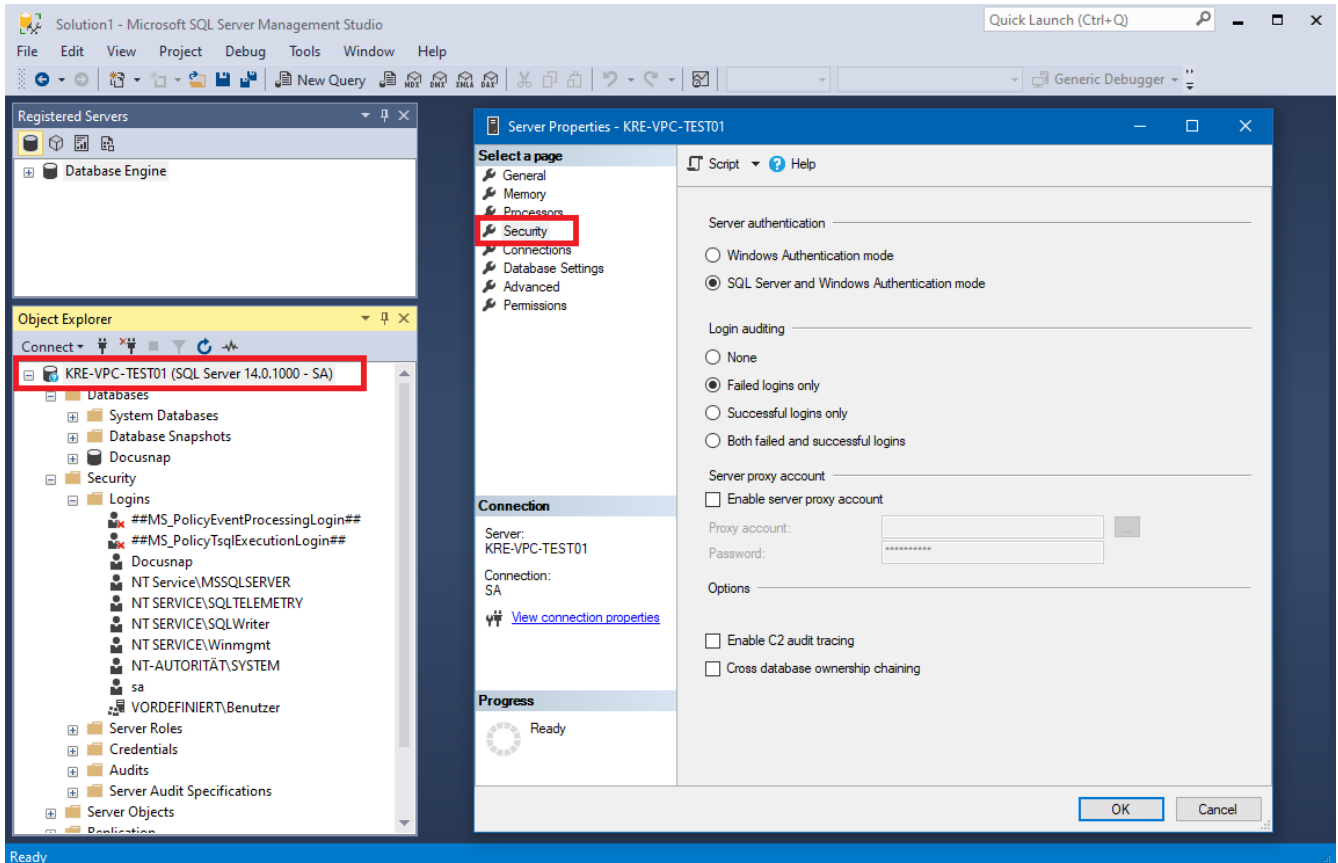 Solution1 - Microsoft SQL Server Management Studio
Quick Launch (Ctrl+Q)
File Edit View Project Debug Tools Window Help
New Query MDX DMX XMLA DAX Generic Debugger
Registered Servers
Database Engine
Object Explorer
Connect
KRE-VPC-TEST01 (SQL Server 14.0.1000 - SA)
Databases
System Databases
Database Snapshots
Docusnap
Security
Logins
##MS_PolicyEventProcessingLogin##
##MS_PolicyTsqlExecutionLogin##
Docusnap
NT Service\MSSQLSERVER
NT SERVICE\SQLTELEMETRY
NT SERVICE\SQLWriter
NT SERVICE\Winmgmt
NT-AUTORITÄT\SYSTEM
sa
VORDEFINIERT\Benutzer
Server Roles
Credentials
Audits
Server Audit Specifications
Server Objects
Replication
Server Properties - KRE-VPC-TEST01
Select a page
General
Memory
Processors
Security
Connections
Database Settings
Advanced
Permissions
Connection
Server:
KRE-VPC-TEST01
Connection:
SA
View connection properties
Progress
Ready
Script Help
Server authentication
Windows Authentication mode
SQL Server and Windows Authentication mode
Login auditing
None
Failed logins only
Successful logins only
Both failed and successful logins
Server proxy account
Enable server proxy account
Proxy account:
...
Password:
**********
Options
Enable C2 audit tracing
Cross database ownership chaining
OK Cancel
Ready